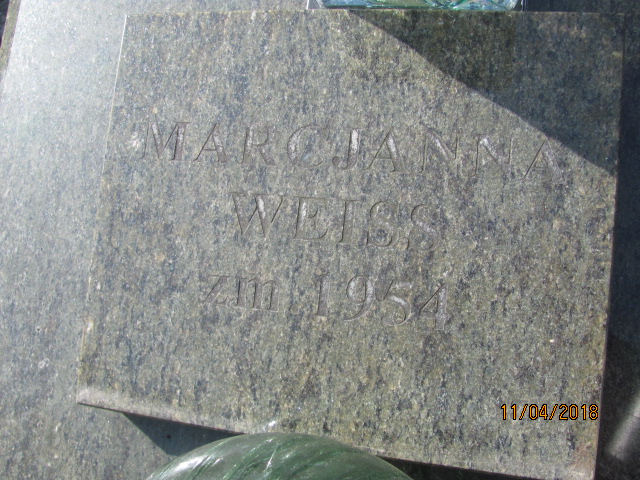 MARCJANNA
WEISS
zm. 1954
11/04/2018